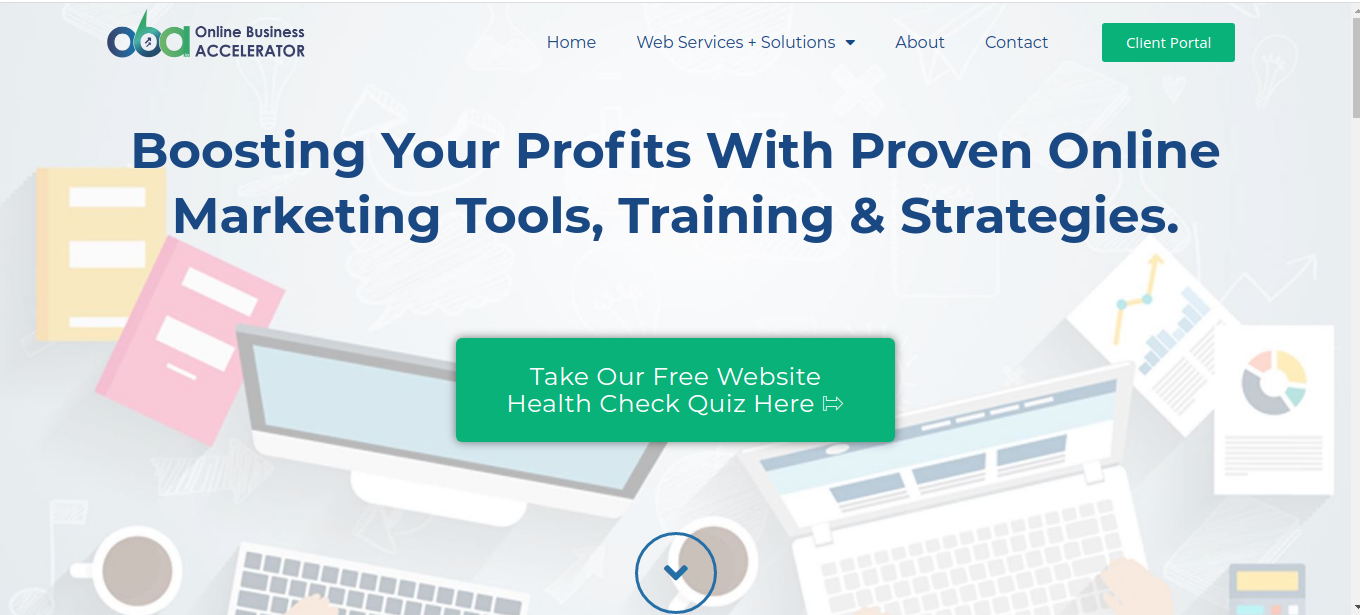 oba Online Business
ACCELERATOR
Home Web Services + Solutions About Contact Client Portal
Boosting Your Profits With Proven Online
Marketing Tools, Training & Strategies.
Take Our Free Website
Health Check Quiz Here